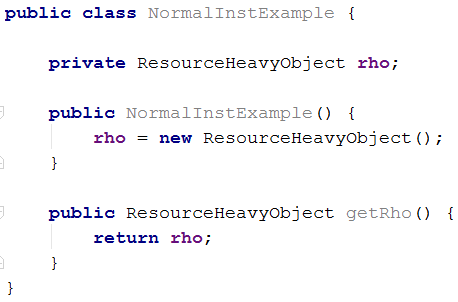 public class NormalInstExample {
private ResourceHeavyObject rho;
public NormalInstExample() {
rho = new ResourceHeavyObject();
}
public ResourceHeavyObject getRho() {
return rho;
}
}